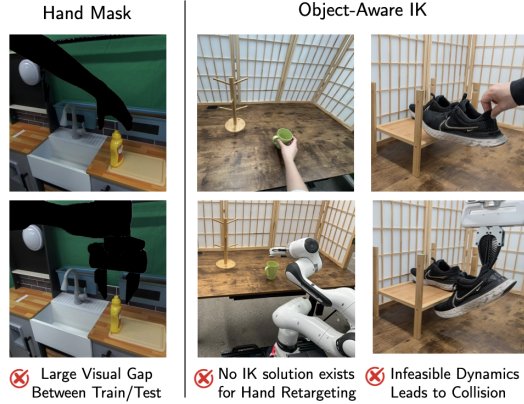 Hand Mask
Object-Aware IK
Large Visual Gap
Between Train/Test
No IK solution exists
for Hand Retargeting
Infeasible Dynamics
Leads to Collision